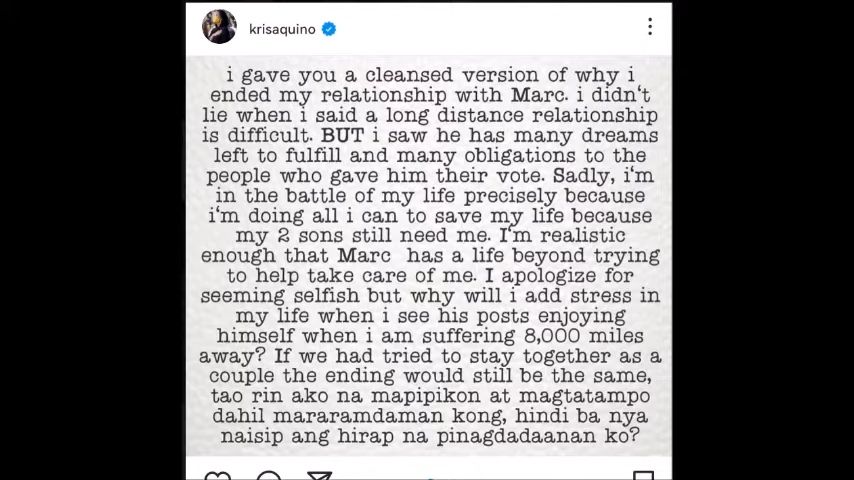 krisaquino
i gave you a cleansed version of why i
ended my relationship with Marc. i didn't
lie when i said a long distance relationship
is difficult. BUT i saw he has many dreams
left to fulfill and many obligations to the
people who gave him their vote. Sadly, i'm
in the battle of my life precisely because
i'm doing all i can to save my life because
my 2 sons still need me. I'm realistic
enough that Marc has a life beyond trying
to help take care of me. I apologize for
seeming selfish but why will i add stress in
my life when i see his posts enjoying
himself when i am suffering 8,000 miles
away? If we had tried to stay together as a
couple the ending would still be the same,
tao rin ako na mapipikon at magtatampo
dahil mararamdaman kong, hindi ba nya
naisip ang hirap na pinagdadaanan ko?